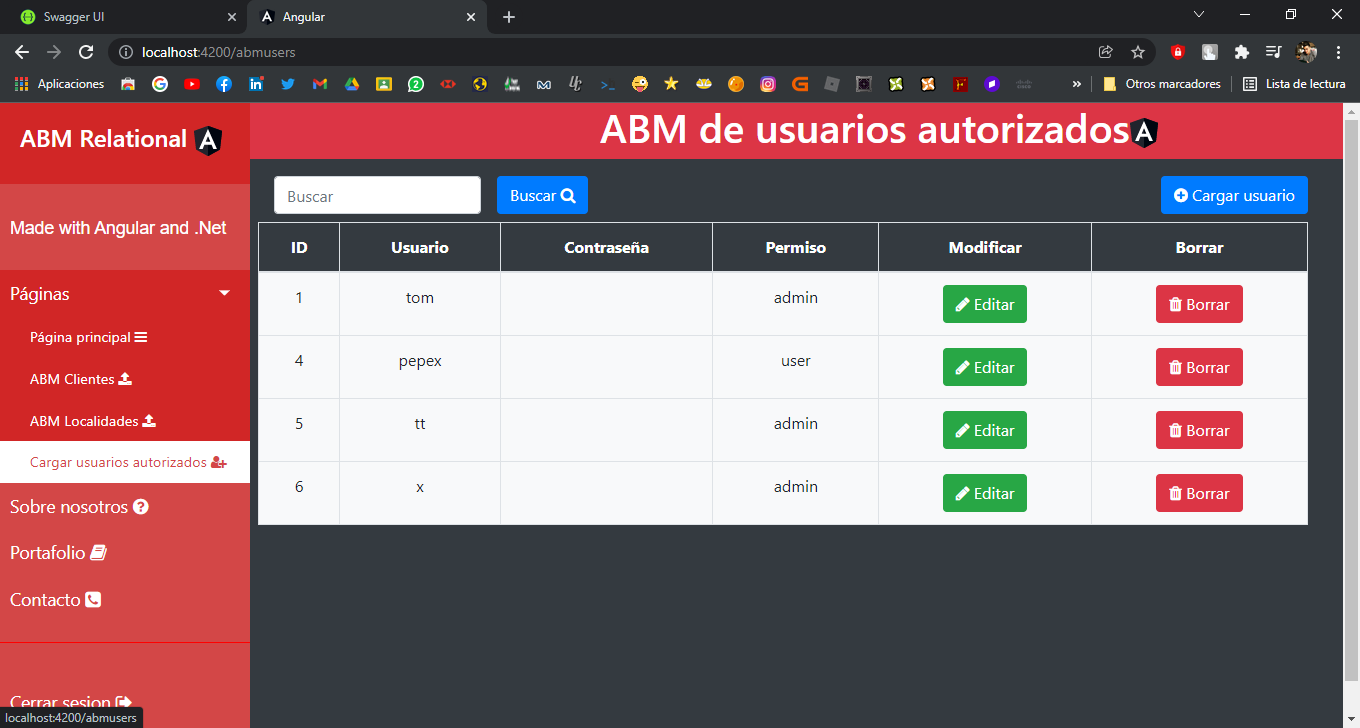 Swagger UI
Angular
localhost:4200/abmusers
Aplicaciones
Otros marcadores
Lista de lectura
ABM Relational
ABM de usuarios autorizados
Made with Angular and .Net
Buscar
Buscar
Cargar usuario
ID Usuario Contraseña Permiso Modificar Borrar
1 tom admin Editar Borrar
4 pepex user Editar Borrar
5 tt admin Editar Borrar
6 x admin Editar Borrar
Páginas
Página principal
ABM Clientes
ABM Localidades
Cargar usuarios autorizados
Sobre nosotros
Portafolio
Contacto
Cerrar sesion
localhost:4200/abmusers